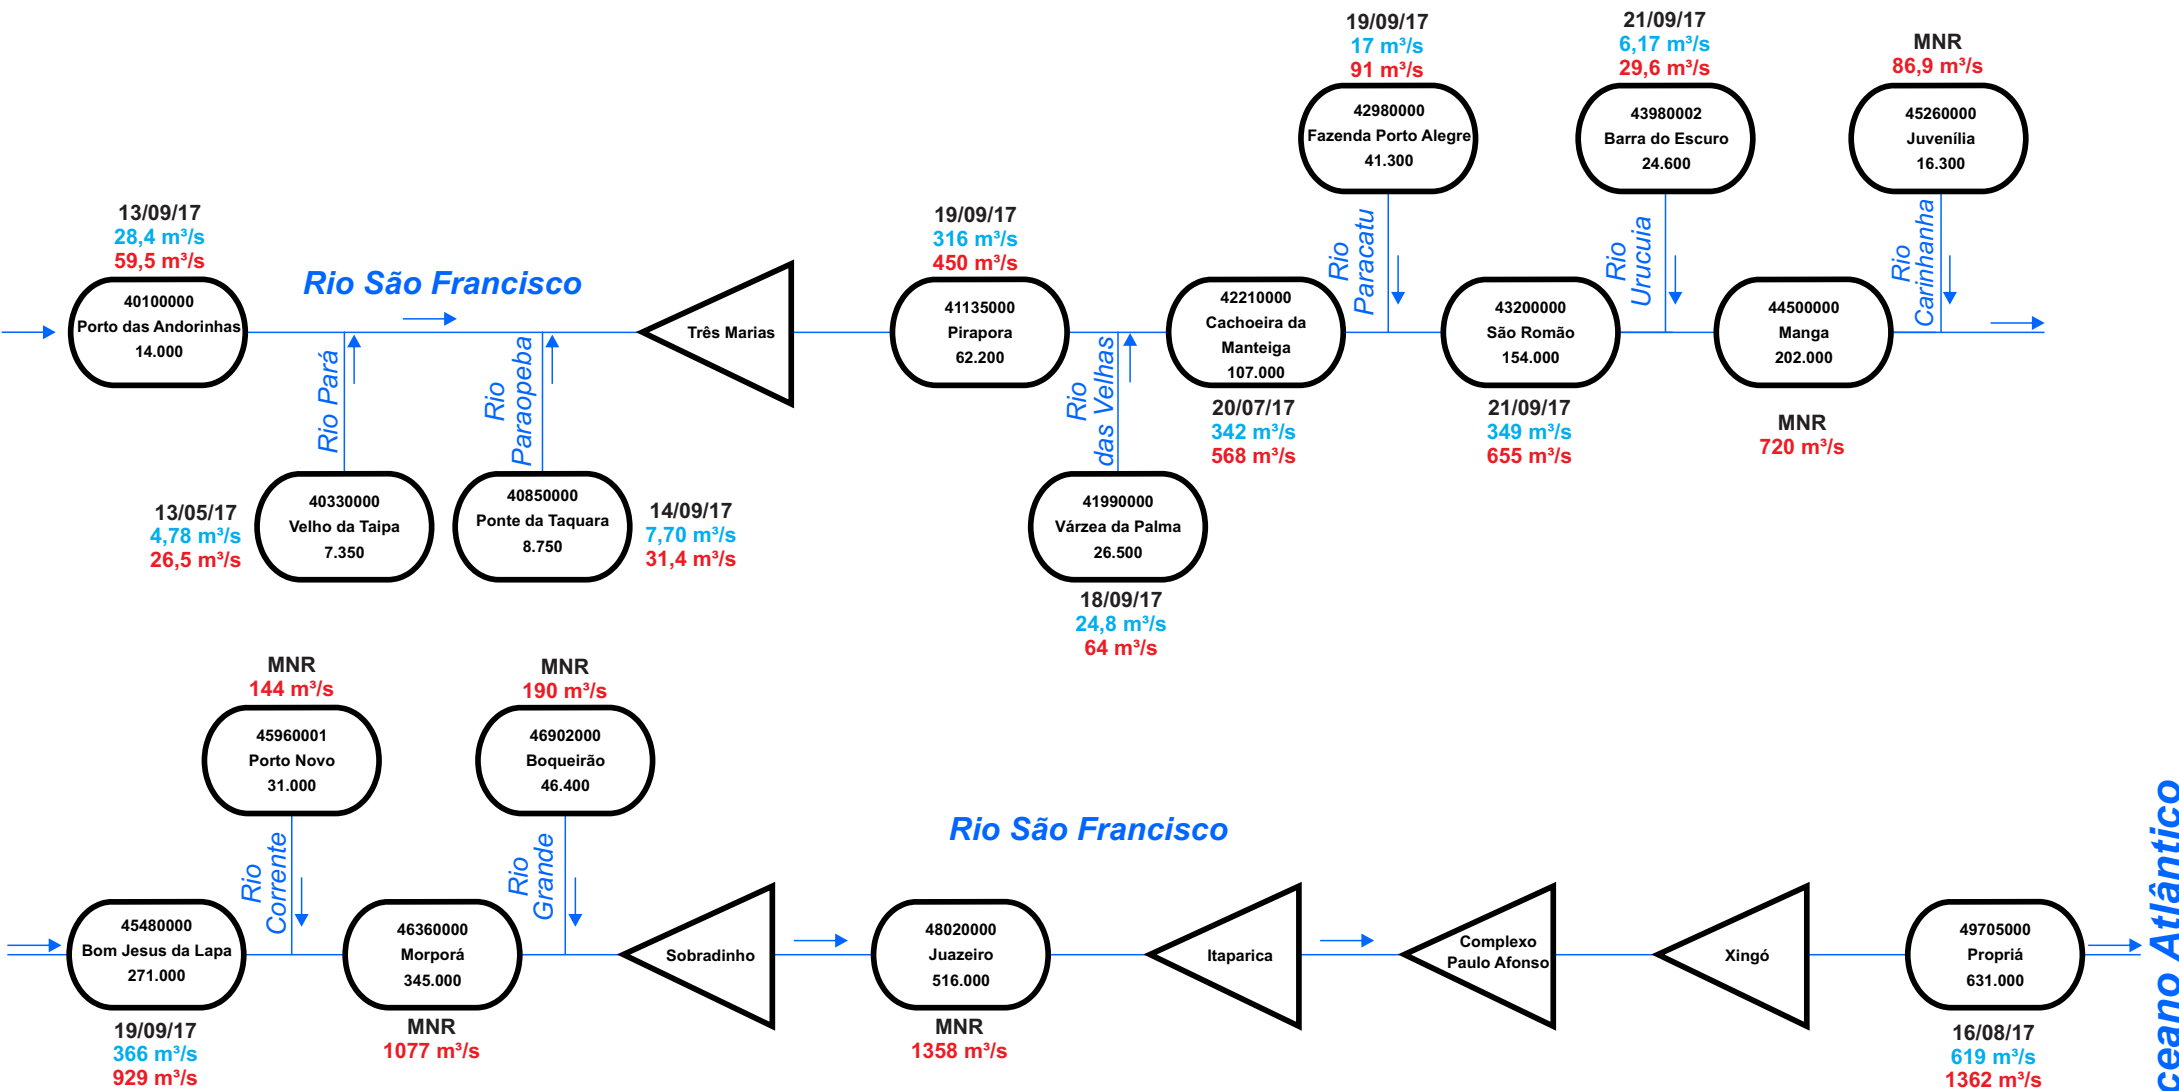 19/09/17
17 m³/s
91 m³/s
42980000
Fazenda Porto Alegre
41.300
21/09/17
6,17 m³/s
29,6 m³/s
43980002
Barra do Escuro
24.600
MNR
86,9 m³/s
45260000
Juvenília
16.300
13/09/17
28,4 m³/s
59,5 m³/s
40100000
Porto das Andorinhas
14.000
Rio São Francisco
Rio Pará
Rio
Paraopeba
Três Marias
19/09/17
316 m³/s
450 m³/s
41135000
Pirapora
62.200
Rio
das Velhas
42210000
Cachoeira da
Manteiga
107.000
20/07/17
342 m³/s
568 m³/s
Rio
Paracatu
43200000
São Romão
154.000
21/09/17
349 m³/s
655 m³/s
Rio
Urucuia
44500000
Manga
202.000
MNR
720 m³/s
Rio
Carinhanha
13/05/17
4,78 m³/s
26,5 m³/s
40330000
Velho da Taipa
7.350
40850000
Ponte da Taquara
8.750
14/09/17
7,70 m³/s
31,4 m³/s
41990000
Várzea da Palma
26.500
18/09/17
24,8 m³/s
64 m³/s
MNR
144 m³/s
45960001
Porto Novo
31.000
MNR
190 m³/s
46902000
Boqueirão
46.400
Rio São Francisco
Rio
Corrente
Rio
Grande
45480000
Bom Jesus da Lapa
271.000
19/09/17
366 m³/s
929 m³/s
46360000
Morporá
345.000
MNR
1077 m³/s
Sobradinho
48020000
Juazeiro
516.000
MNR
1358 m³/s
Itaparica
Complexo
Paulo Afonso
Xingó
49705000
Propriá
631.000
16/08/17
619 m³/s
1362 m³/s
ceano Atlântico